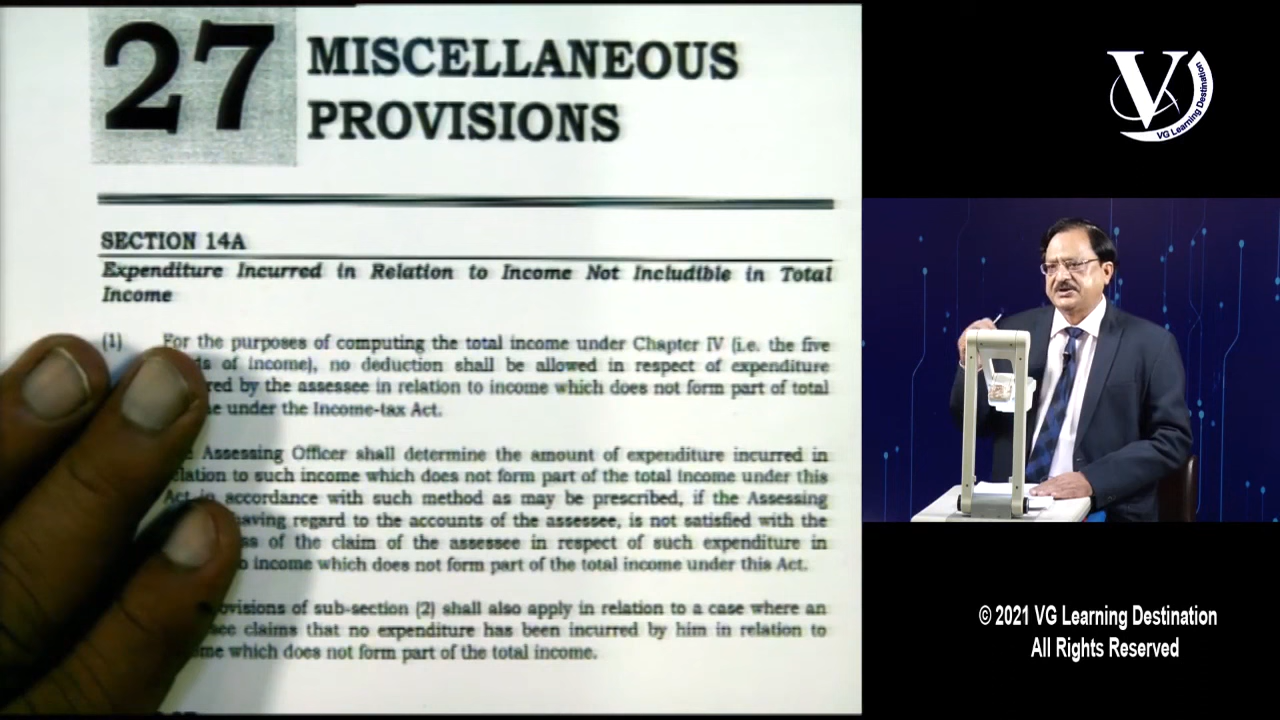 27
MISCELLANEOUS
PROVISIONS
SECTION 14A
Expenditure Incurred in Relation to Income Not Includible in Total
Income
(1) For the purposes of computing the total income under Chapter IV (i.e. the five
of income), no deduction shall be allowed in respect of expenditure
by the assessee in relation to income which does not form part of total
under the Income-tax Act.
Assessing Officer shall determine the amount of expenditure incurred in
relation to such income which does not form part of the total income under this
Act in accordance with such method as may be prescribed, if the Assessing
having regard to the accounts of the assessee, is not satisfied with the
of the claim of the assessee in respect of such expenditure in
income which does not form part of the total income under this Act.
provisions of sub-section (2) shall also apply in relation to a case where an
claims that no expenditure has been incurred by him in relation to
which does not form part of the total income.
V
VG Learning Destination
© 2021 VG Learning Destination
All Rights Reserved